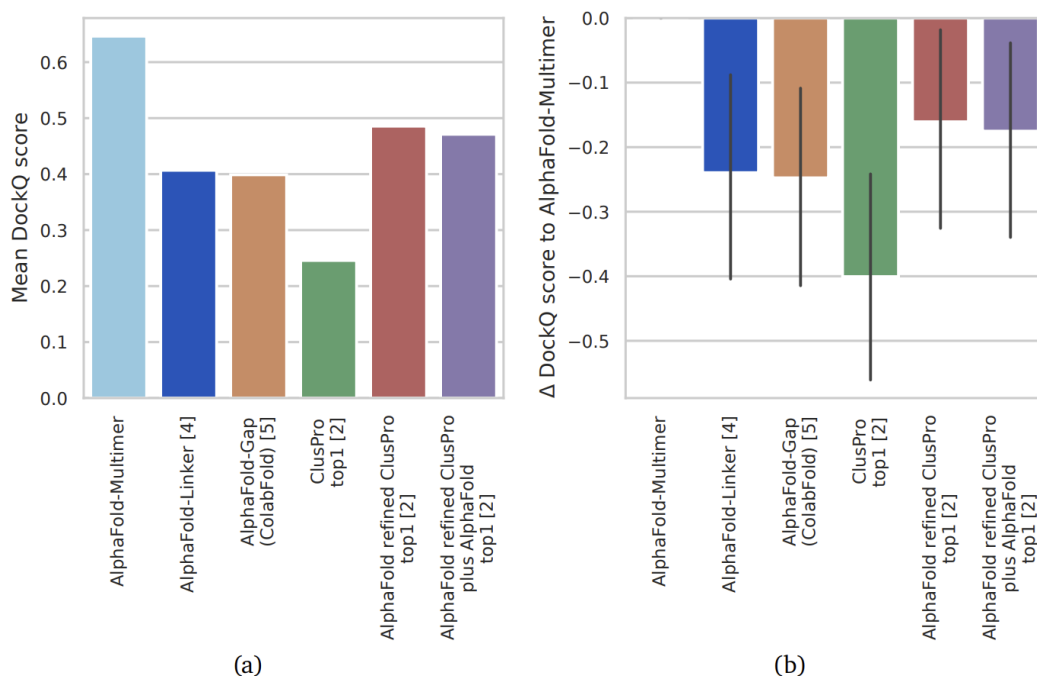 Mean DockQ score
0.6
0.5
0.4
0.3
0.2
0.1
0.0
AlphaFold-Multimer
AlphaFold-Linker [4]
AlphaFold-Gap
(ColabFold) [5]
ClusPro
top1 [2]
AlphaFold refined ClusPro
top1 [2]
AlphaFold refined ClusPro
plus AlphaFold
top1 [2]
(a)
Δ DockQ score to AlphaFold-Multimer
0.0
−0.1
−0.2
−0.3
−0.4
−0.5
AlphaFold-Multimer
AlphaFold-Linker [4]
AlphaFold-Gap
(ColabFold) [5]
ClusPro
top1 [2]
AlphaFold refined ClusPro
top1 [2]
AlphaFold refined ClusPro
plus AlphaFold
top1 [2]
(b)